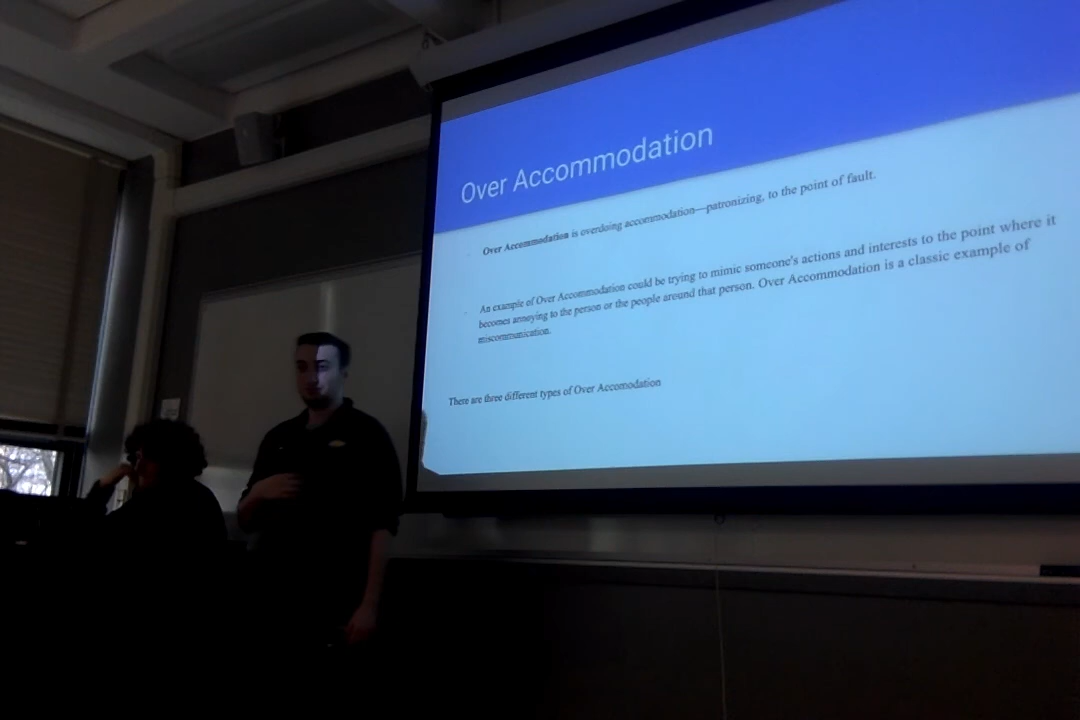 Over Accommodation
Over Accommodation is overdoing accommodation—patronizing, to the point of fault.
An example of Over Accommodation could be trying to mimic someone's actions and interests to the point where it
becomes annoying to the person or the people around that person. Over Accommodation is a classic example of
miscommunication.
There are three different types of Over Accomodation